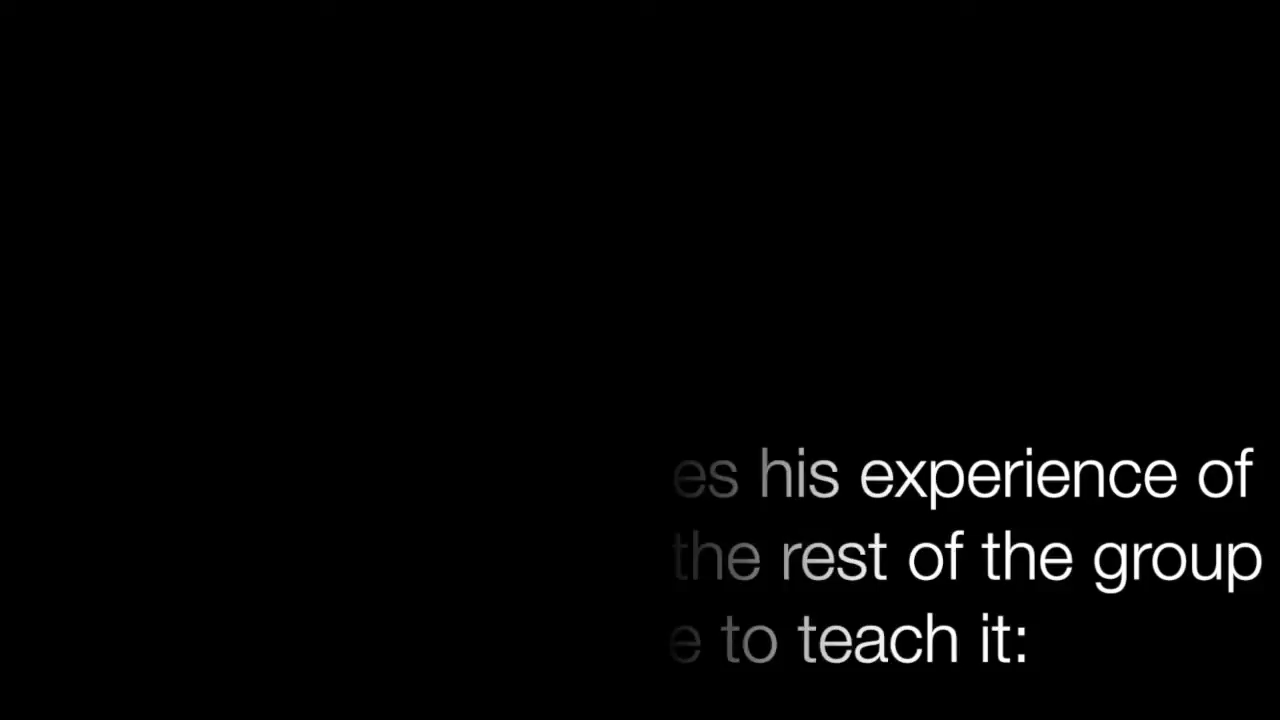 es his experience of
the rest of the group
e to teach it: